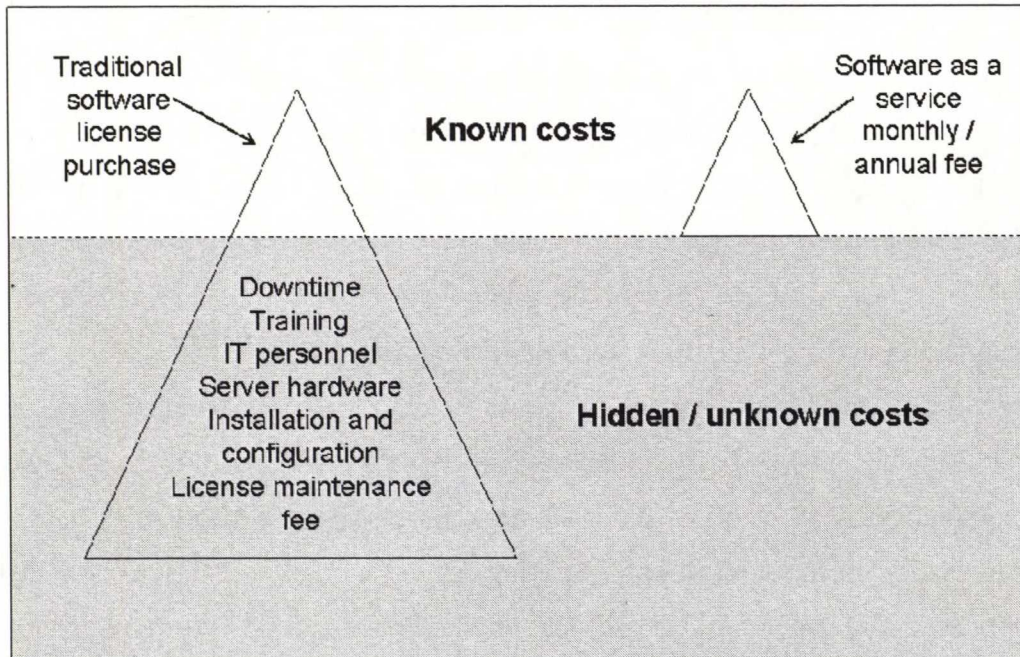 Traditional
software
license
purchase
Known costs
Software as a
service
monthly /
annual fee
Downtime
Training
IT personnel
Server hardware
Installation and
configuration
License maintenance
fee
Hidden / unknown costs